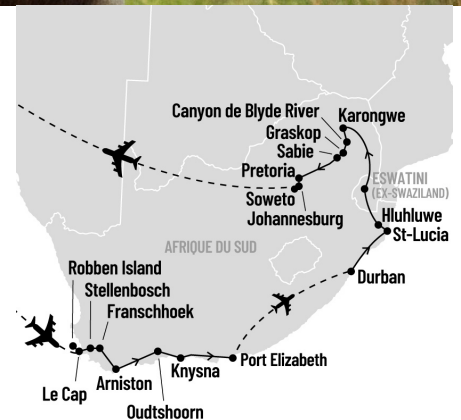 Canyon de Blyde River
Karongwe
Graskop
Sabie
Pretoria
ESWATINI
(EX-SWAZILAND)
Soweto
Johannesburg
Hluhluwe
St-Lucia
AFRIQUE DU SUD
Robben Island
Durban
Stellenbosch
Franschhoek
Port Elizabeth
Knysna
Arniston
Le Cap
Oudtshoorn